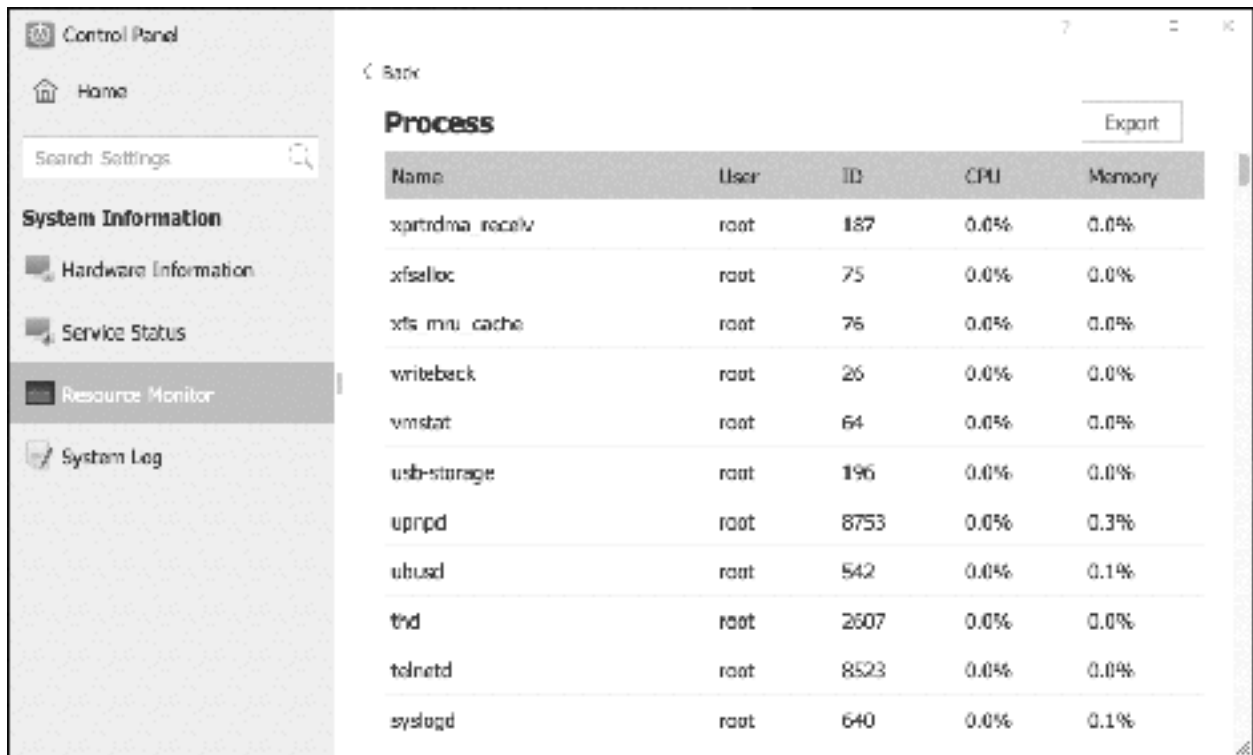 Control Panel
Home
Search Settings
System Information
Hardware Information
Service Status
Resource Monitor
System Log
?
< Back
Process
Export
Name User ID CPU Memory
xprtrdma_receiv root 187 0.0% 0.0%
xfsalloc root 75 0.0% 0.0%
xfs_mru_cache root 76 0.0% 0.0%
writeback root 26 0.0% 0.0%
vmstat root 64 0.0% 0.0%
usb-storage root 196 0.0% 0.0%
upnpd root 8753 0.0% 0.3%
ubusd root 542 0.0% 0.1%
thd root 2607 0.0% 0.0%
telnetd root 8523 0.0% 0.0%
syslogd root 640 0.0% 0.1%